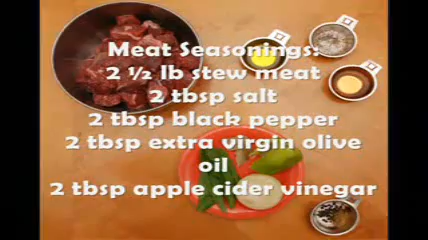 Meat Seasonings:
2 ½ lb stew meat
2 tbsp salt
2 tbsp black pepper
2 tbsp extra virgin olive
oil
2 tbsp apple cider vinegar